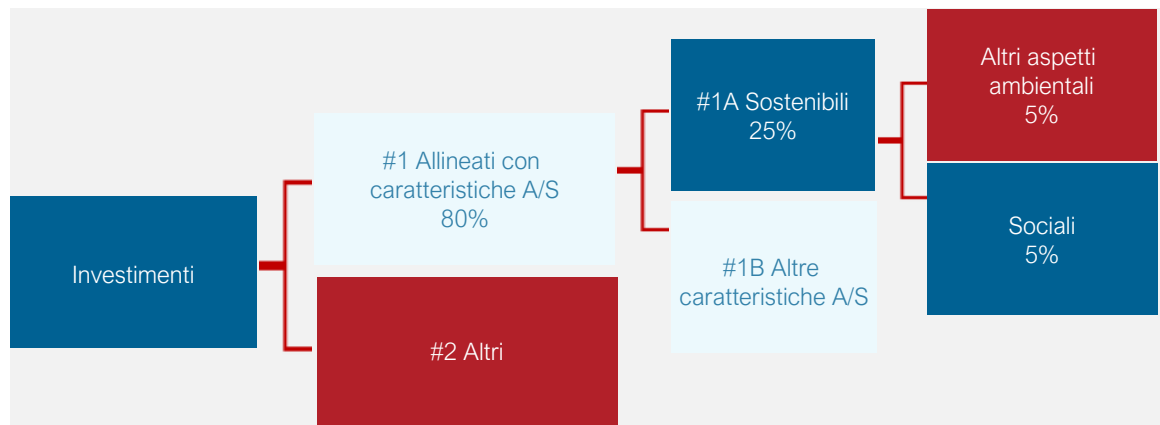 Investimenti
#1 Allineati con
caratteristiche A/S
80%
#2 Altri
#1A Sostenibili
25%
#1B Altre
caratteristiche A/S
Altri aspetti
ambientali
5%
Sociali
5%